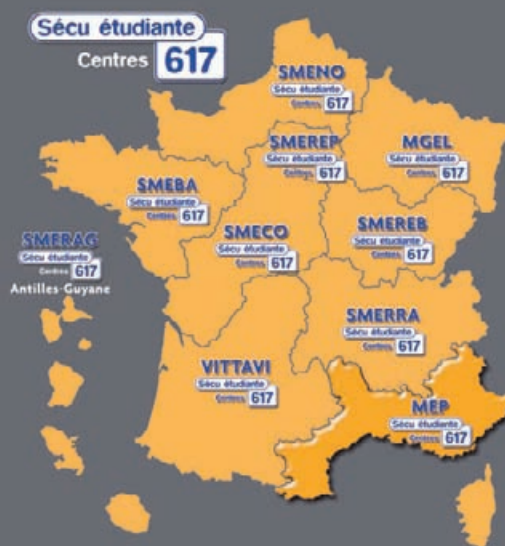 Sécu étudiante
Centres 617
SMENO
Sécu étudiante
Centres 617
SMEREP
Sécu étudiante
Centres 617
MGEL
Sécu étudiante
Centres 617
SMEBA
Sécu étudiante
Centres 617
SMECO
Sécu étudiante
Centres 617
SMEREB
Sécu étudiante
Centres 617
SMERAG
Sécu étudiante
Centres 617
Antilles-Guyane
SMERRA
Sécu étudiante
Centres 617
VITTAVI
Sécu étudiante
Centres 617
MEP
Sécu étudiante
Centres 617